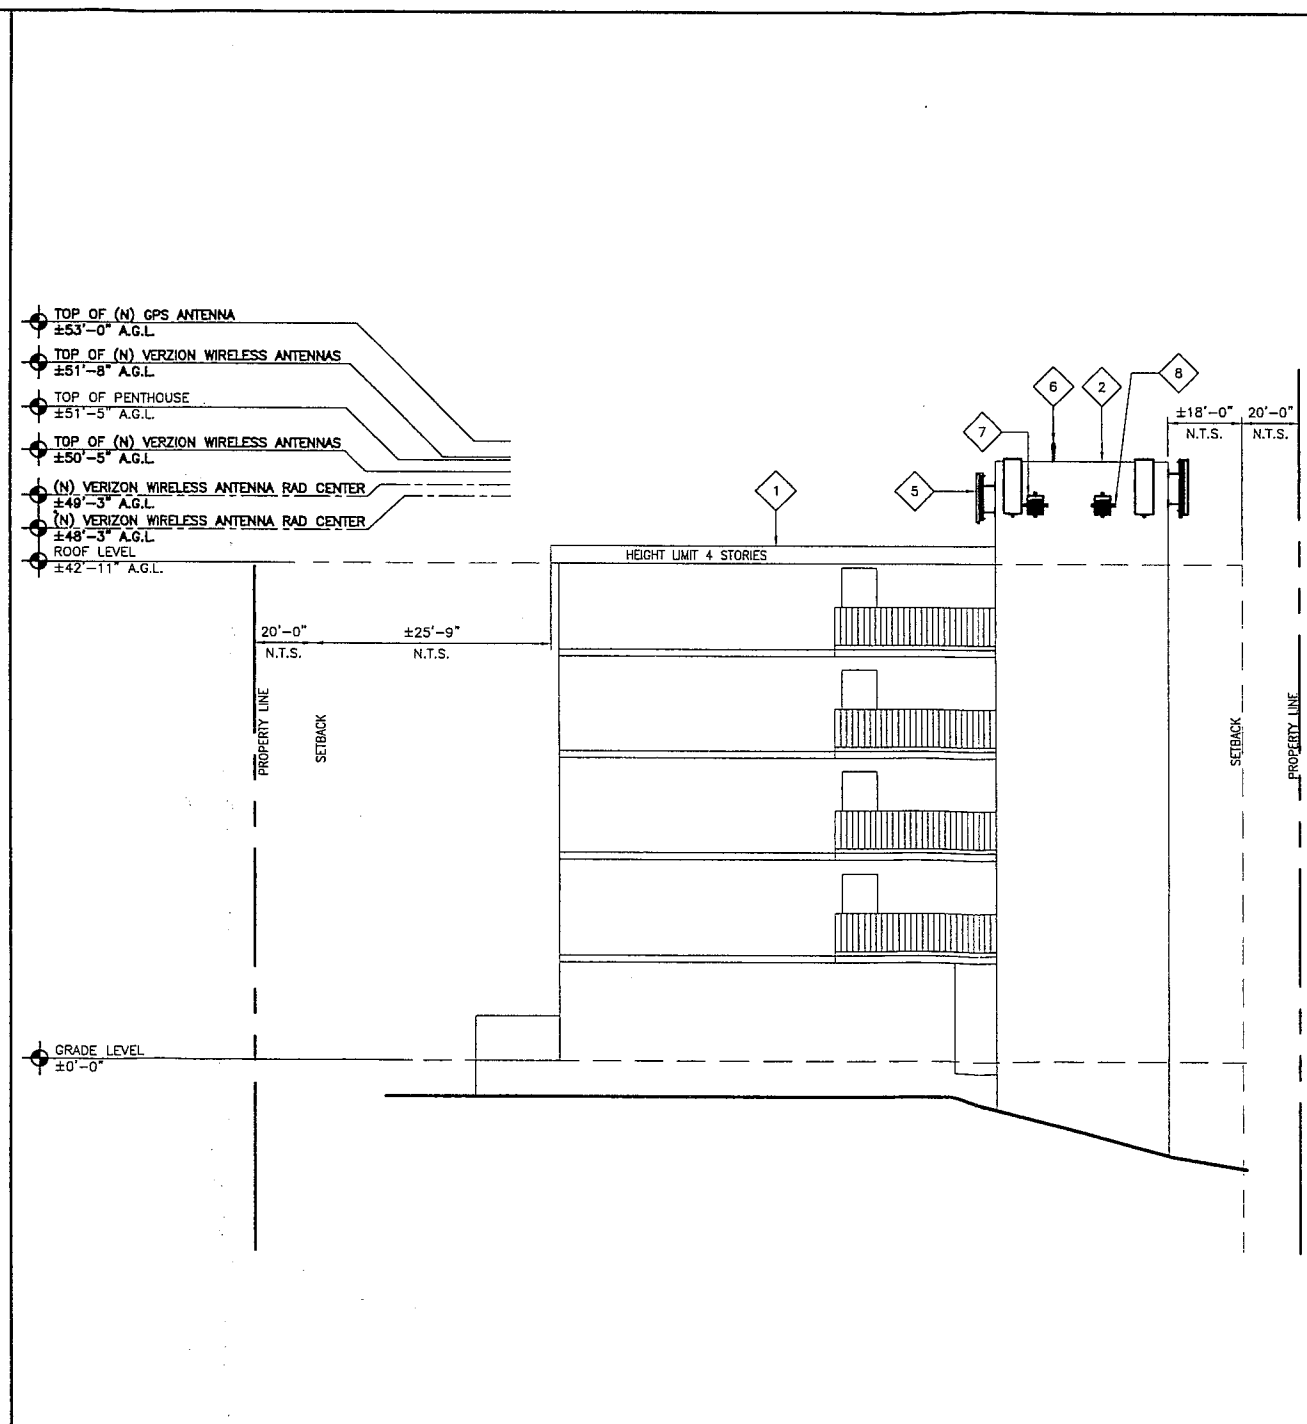 TOP OF (N) GPS ANTENNA
±53'-0" A.G.L.
TOP OF (N) VERZION WIRELESS ANTENNAS
±51'-8" A.G.L.
TOP OF PENTHOUSE
±51'-5" A.G.L.
TOP OF (N) VERZION WIRELESS ANTENNAS
±50'-5" A.G.L.
(N) VERIZON WIRELESS ANTENNA RAD CENTER
±49'-3" A.G.L.
(N) VERIZON WIRELESS ANTENNA RAD CENTER
±48'-3" A.G.L.
ROOF LEVEL
±42'-11" A.G.L.
6
2
8
7
5
1
±18'-0"
N.T.S.
20'-0"
N.T.S.
HEIGHT LIMIT 4 STORIES
20'-0"
N.T.S.
±25'-9"
N.T.S.
PROPERTY LINE
SETBACK
SETBACK
PROPERTY LINE
GRADE LEVEL
±0'-0"